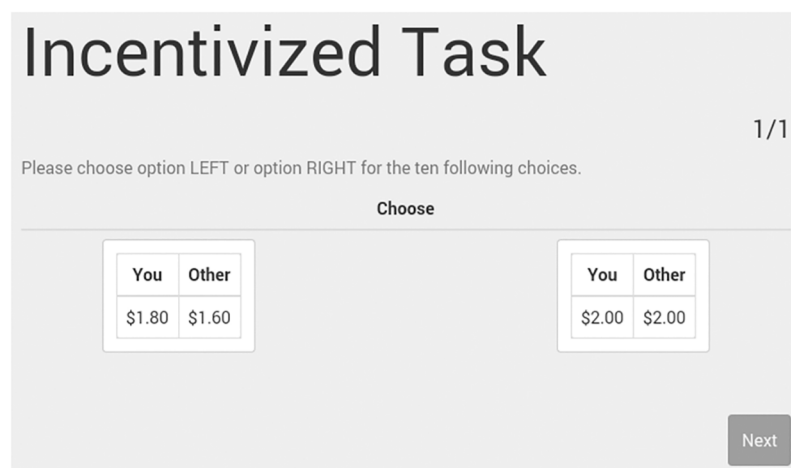 Incentivized Task
1/1
Please choose option LEFT or option RIGHT for the ten following choices.
Choose
You Other You Other
$1.80 $1.60 $2.00 $2.00
Next